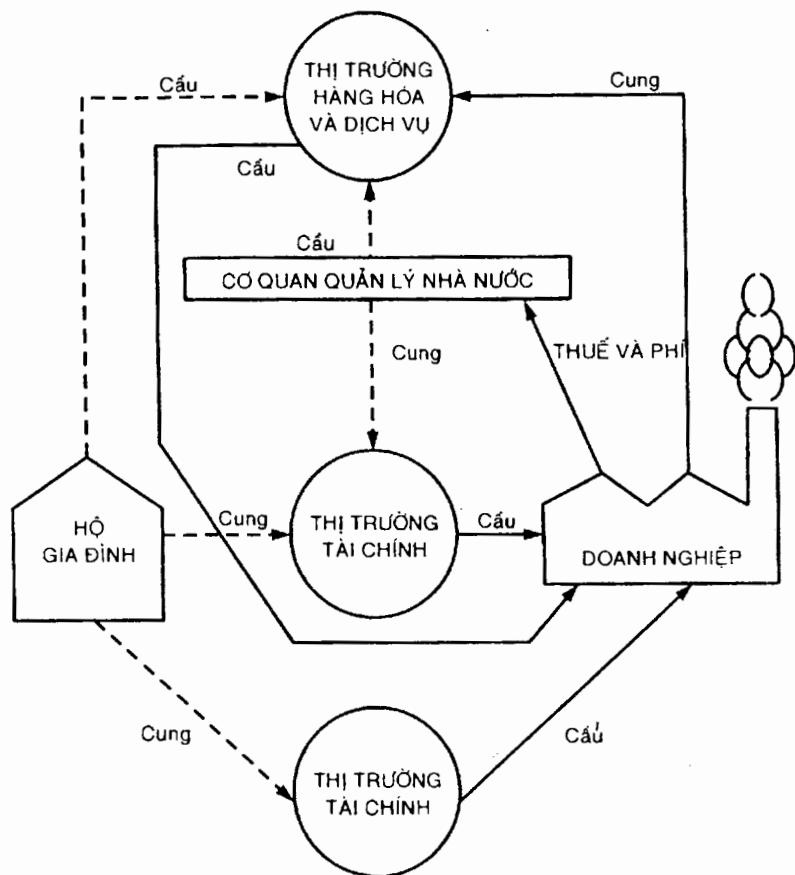 THỊ TRƯỜNG
HÀNG HÓA
VÀ DỊCH VỤ
Cầu
Cung
Cầu
Cầu
CƠ QUAN QUẢN LÝ NHÀ NƯỚC
Cung
THUẾ VÀ PHÍ
HỘ
GIA ĐÌNH
Cung
THỊ TRƯỜNG
TÀI CHÍNH
Cầu
DOANH NGHIỆP
Cung
THỊ TRƯỜNG
TÀI CHÍNH
Cầu